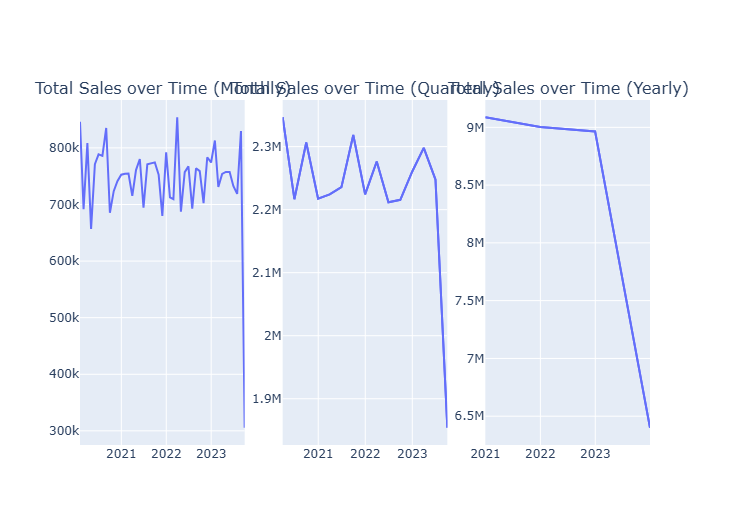 Total Sales over Time (Monthly)
Total Sales over Time (Quarterly)
Total Sales over Time (Yearly)
800k
700k
600k
500k
400k
300k
2021
2022
2023
2.3M
2.2M
2.1M
2M
1.9M
2021
2022
2023
9M
8.5M
8M
7.5M
7M
6.5M
2021
2022
2023